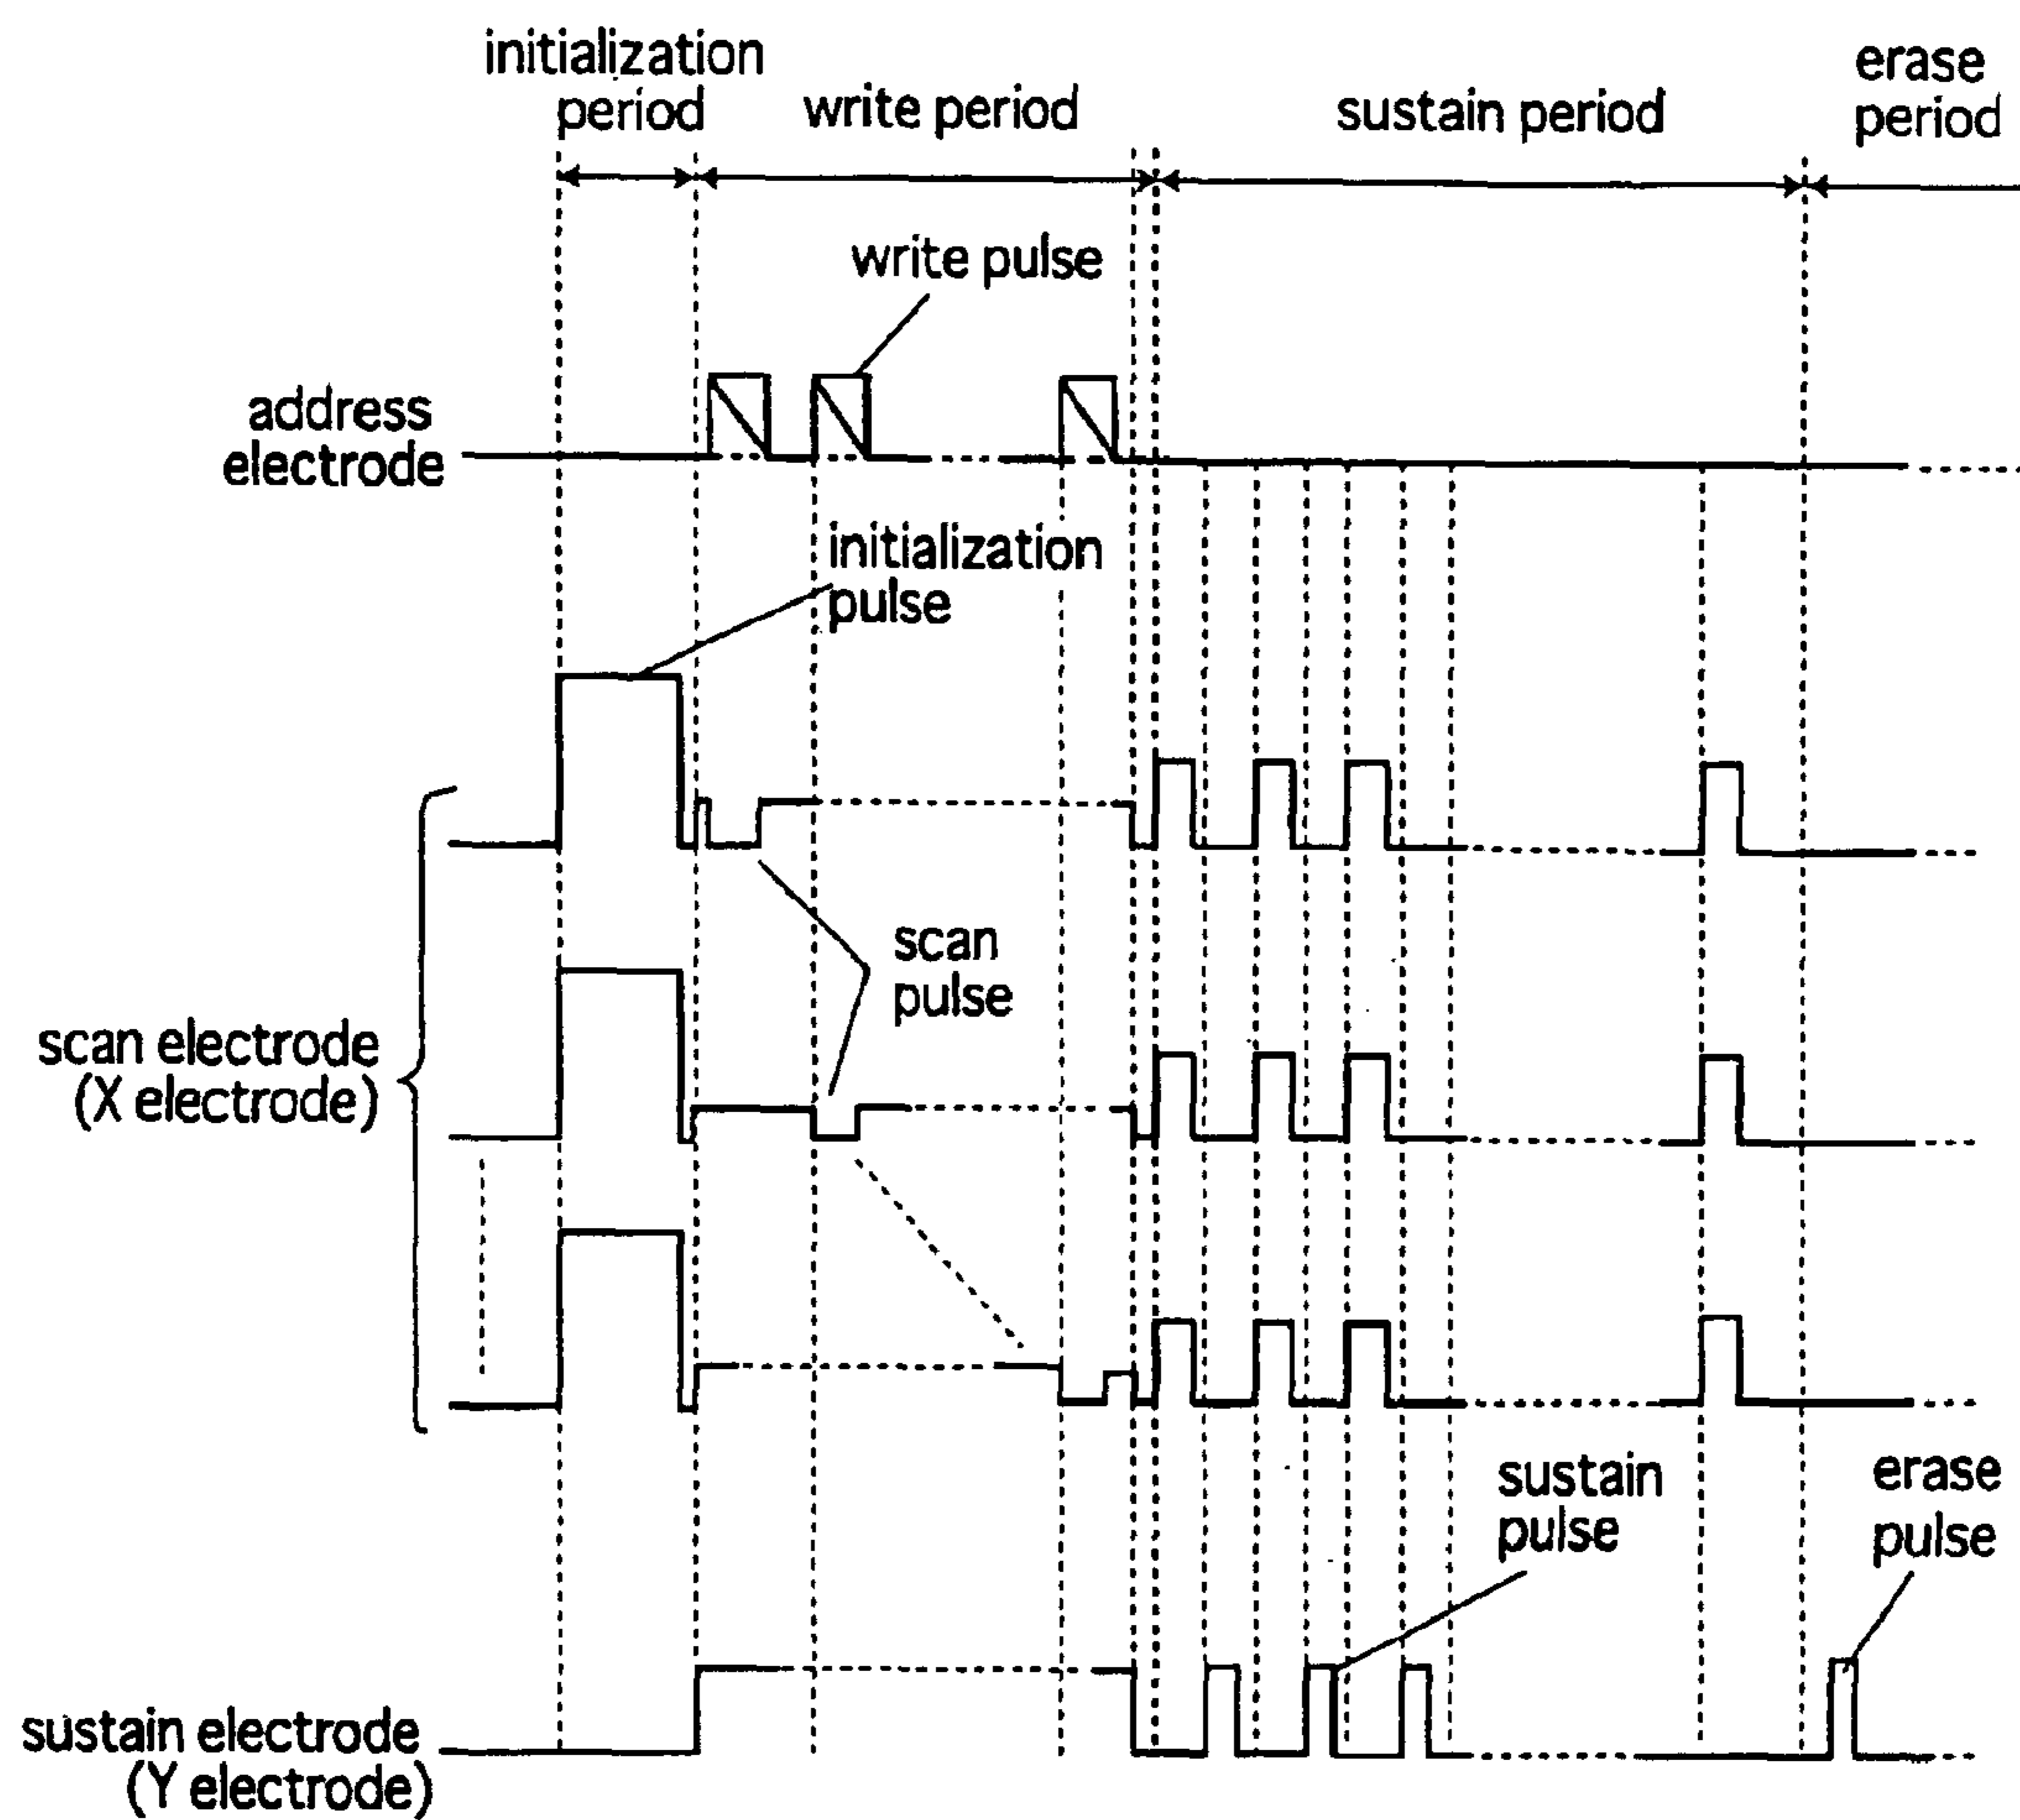 initialization
period
write period
sustain period
erase
period
write pulse
address
electrode
initialization
pulse
scan
pulse
scan electrode
(X electrode)
sustain
pulse
erase
pulse
sustain electrode
(Y electrode)